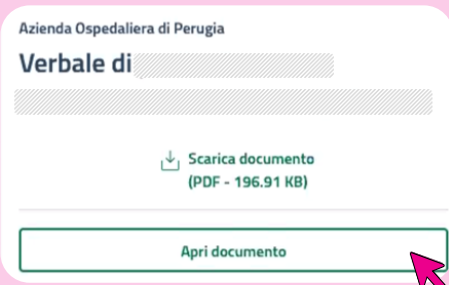 Azienda Ospedaliera di Perugia
Verbale di
Scarica documento
(PDF - 196.91 KB)
Apri documento